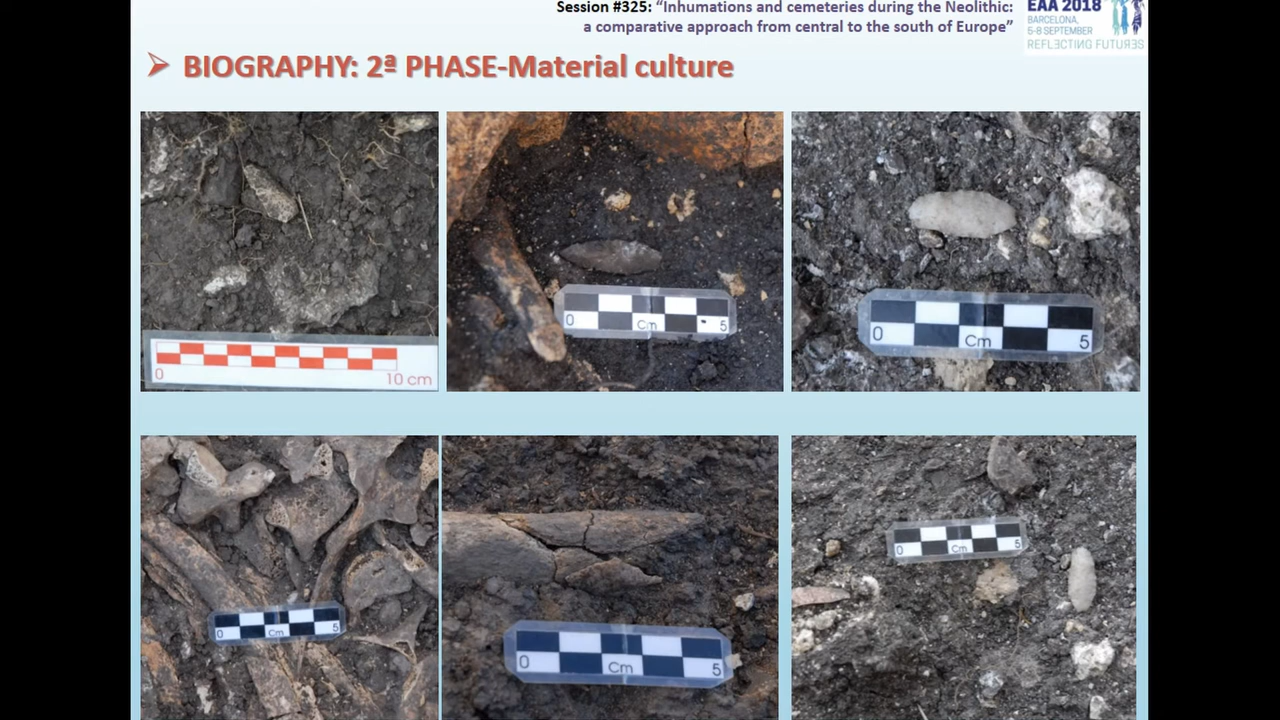 Session #325: “Inhumations and cemeteries during the Neolithic:
a comparative approach from central to the south of Europe”
EAA 2018
BARCELONA,
5-8 SEPTEMBER
REFLECTING FUTURES
BIOGRAPHY: 2ª PHASE-Material culture
0 10 cm
0 Cm 5
0 Cm 5
0 Cm 5
0 Cm 5
0 Cm 5